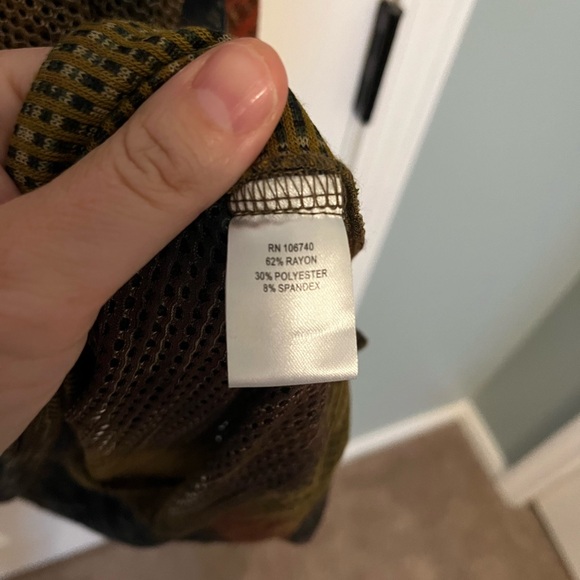 RN 106740
62% RAYON
30% POLYESTER
8% SPANDEX